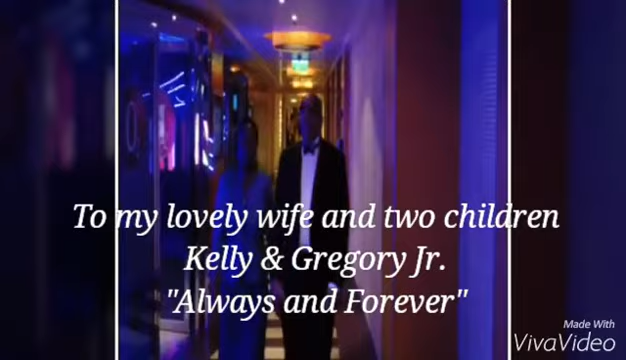 To my lovely wife and two children
Kelly & Gregory Jr.
"Always and Forever"
Made With
VivaVideo